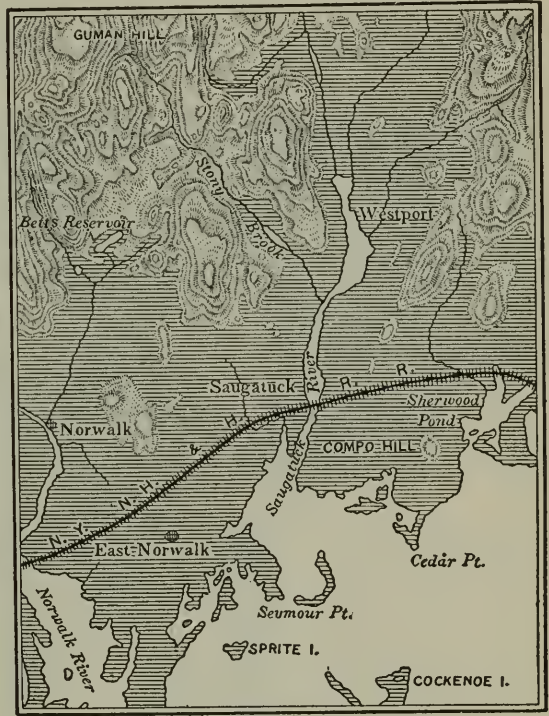 GUMAN HILL
Stony Brook
Betts Reservoir
Westport
Saugatuck
R. R.
Sherwood
Pond
Norwalk
COMPO-HILL
Saugatuck River
N. Y. N. H. & H.
East-Norwalk
Cedar Pt.
Seymour Pt.
Norwalk River
SPRITE I.
COCKENOE I.